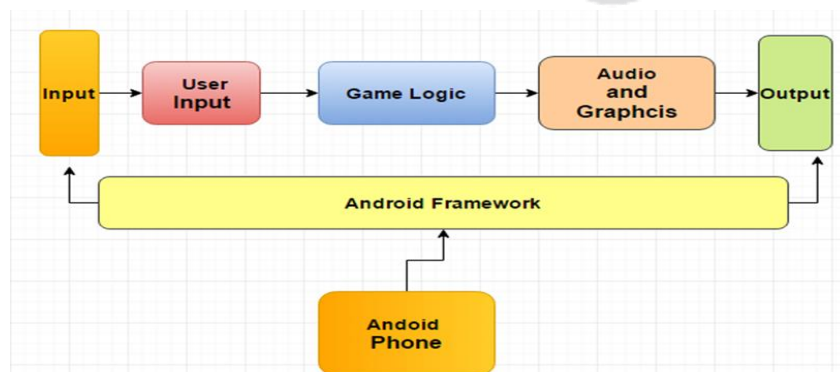 Input
User
Input
Game Logic
Audio
and
Graphcis
Output
Android Framework
Andoid
Phone